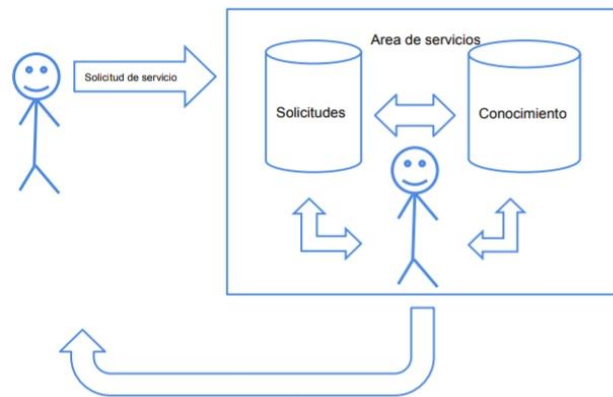 Area de servicios
Solicitud de servicio
Solicitudes
Conocimiento